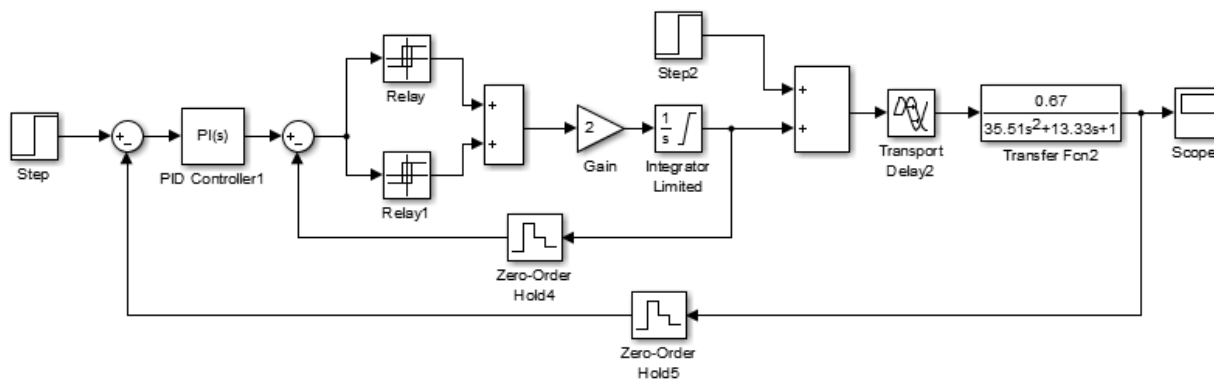 Step
+
-
PI(s)
PID Controller1
+
-
Relay
Relay1
+
+
2
Gain
1
s
Integrator
Limited
Step2
+
+
Transport
Delay2
0.67
35.51s²+13.33s+1
Transfer Fcn2
Scope
Zero-Order
Hold4
Zero-Order
Hold5